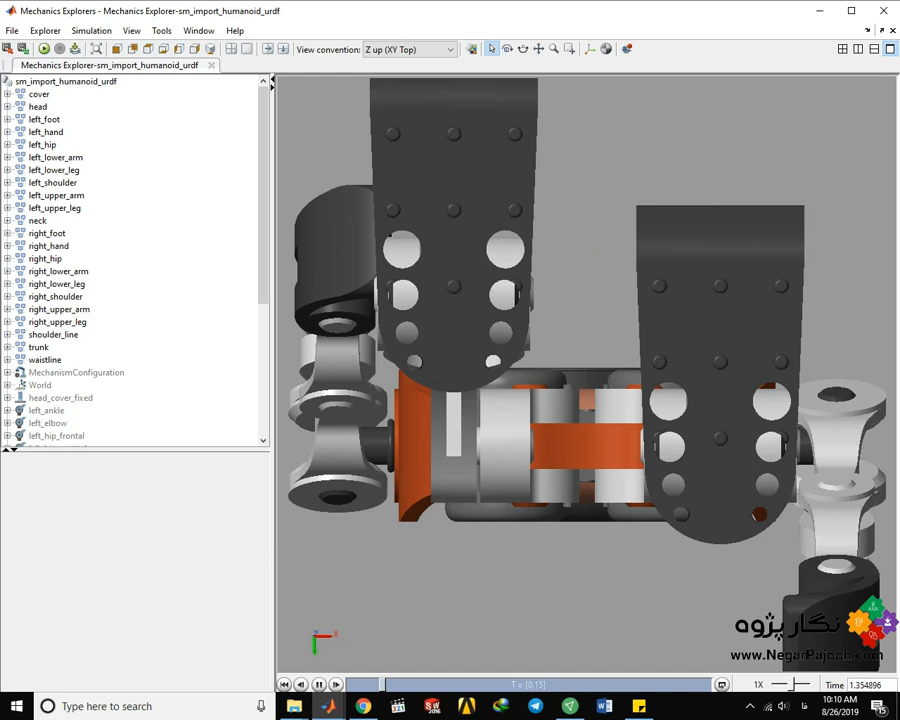 Mechanics Explorers - Mechanics Explorer-sm_import_humanoid_urdf
File Explorer Simulation View Tools Window Help
View convention: Z up (XY Top)
Mechanics Explorer-sm_import_humanoid_urdf
sm_import_humanoid_urdf
cover
head
left_foot
left_hand
left_hip
left_lower_arm
left_lower_leg
left_shoulder
left_upper_arm
left_upper_leg
neck
right_foot
right_hand
right_hip
right_lower_arm
right_lower_leg
right_shoulder
right_upper_arm
right_upper_leg
shoulder_line
trunk
waistline
MechanismConfiguration
World
head_cover_fixed
left_ankle
left_elbow
left_hip_frontal
نگار پژوه
www.NegarPajooh.com
T = [0,15]
1X
Time 1.354896
Type here to search
فا
10:10 AM
8/26/2019